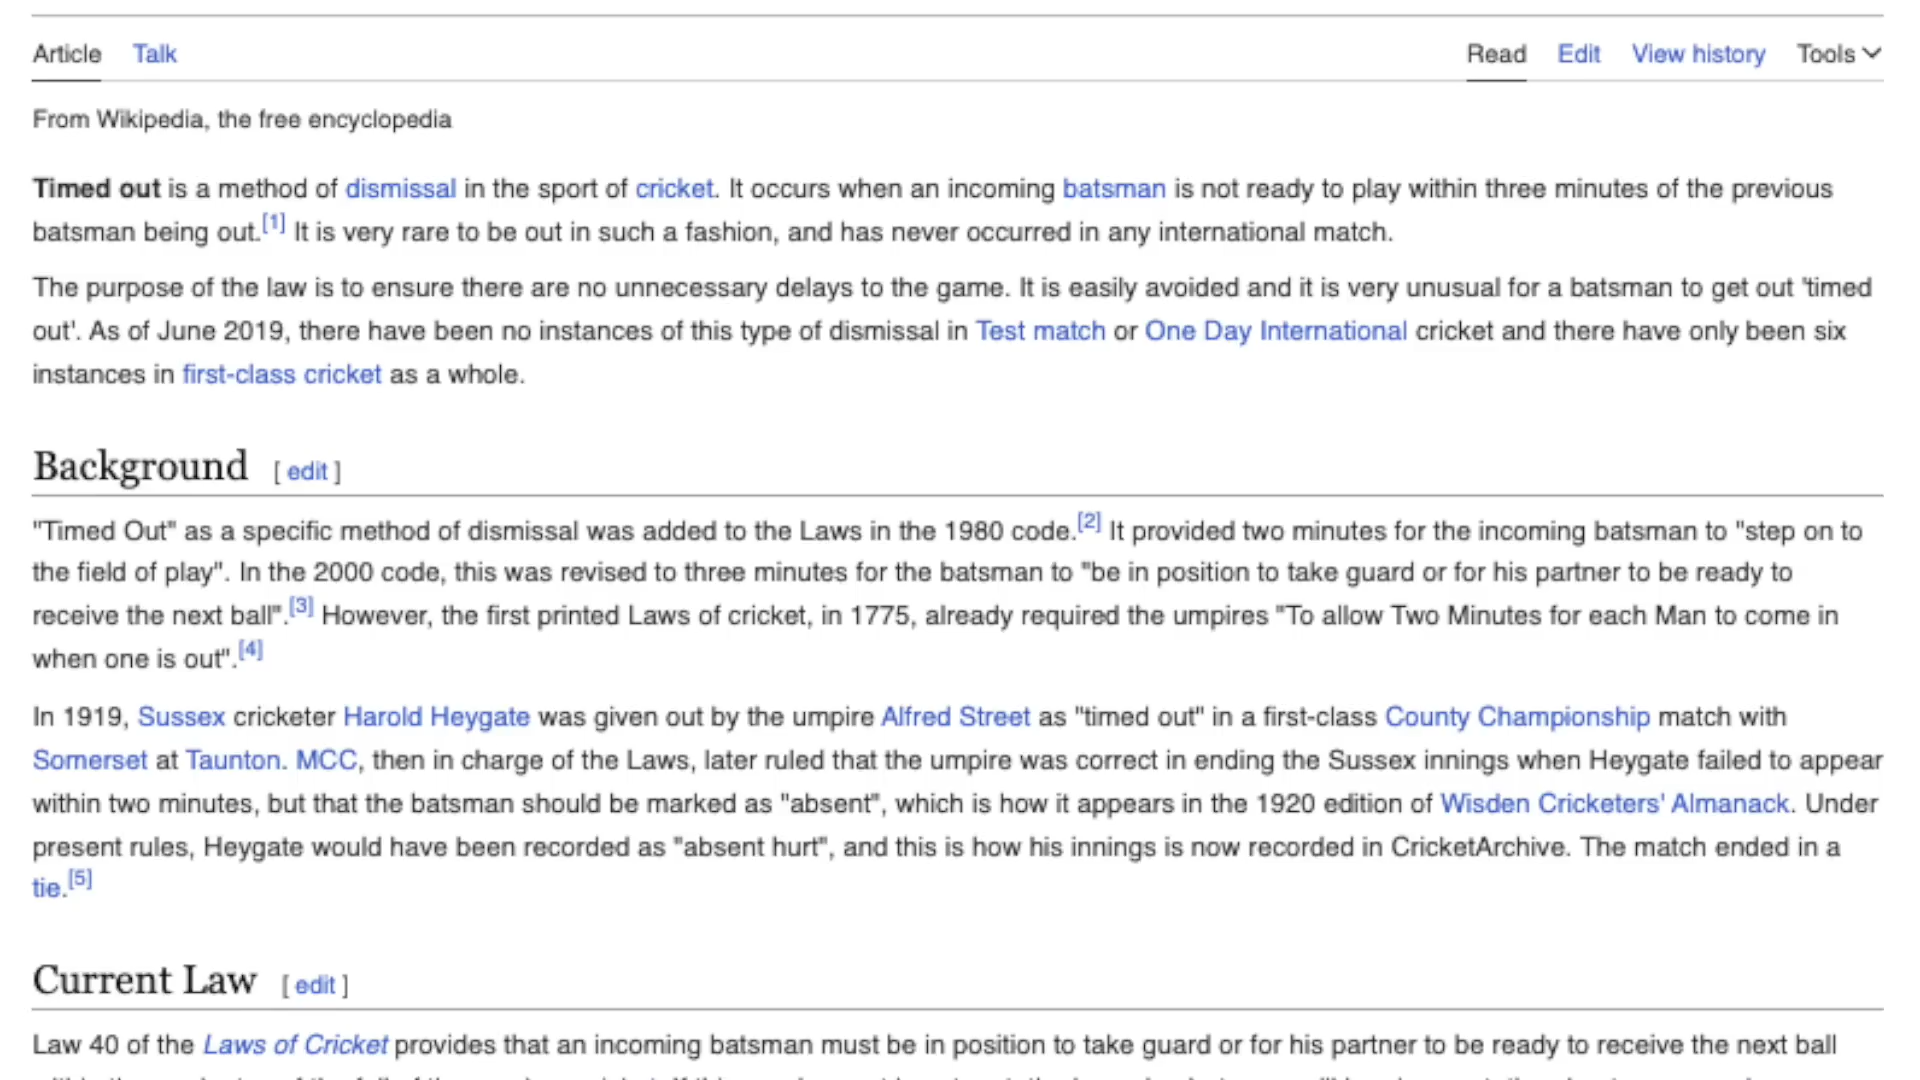 Article Talk Read Edit View history Tools
From Wikipedia, the free encyclopedia
Timed out is a method of dismissal in the sport of cricket. It occurs when an incoming batsman is not ready to play within three minutes of the previous
batsman being out.[1] It is very rare to be out in such a fashion, and has never occurred in any international match.
The purpose of the law is to ensure there are no unnecessary delays to the game. It is easily avoided and it is very unusual for a batsman to get out 'timed
out'. As of June 2019, there have been no instances of this type of dismissal in Test match or One Day International cricket and there have only been six
instances in first-class cricket as a whole.
Background [ edit ]
"Timed Out" as a specific method of dismissal was added to the Laws in the 1980 code.[2] It provided two minutes for the incoming batsman to "step on to
the field of play". In the 2000 code, this was revised to three minutes for the batsman to "be in position to take guard or for his partner to be ready to
receive the next ball".[3] However, the first printed Laws of cricket, in 1775, already required the umpires "To allow Two Minutes for each Man to come in
when one is out".[4]
In 1919, Sussex cricketer Harold Heygate was given out by the umpire Alfred Street as "timed out" in a first-class County Championship match with
Somerset at Taunton. MCC, then in charge of the Laws, later ruled that the umpire was correct in ending the Sussex innings when Heygate failed to appear
within two minutes, but that the batsman should be marked as "absent", which is how it appears in the 1920 edition of Wisden Cricketers' Almanack. Under
present rules, Heygate would have been recorded as "absent hurt", and this is how his innings is now recorded in CricketArchive. The match ended in a
tie.[5]
Current Law [ edit ]
Law 40 of the Laws of Cricket provides that an incoming batsman must be in position to take guard or for his partner to be ready to receive the next ball